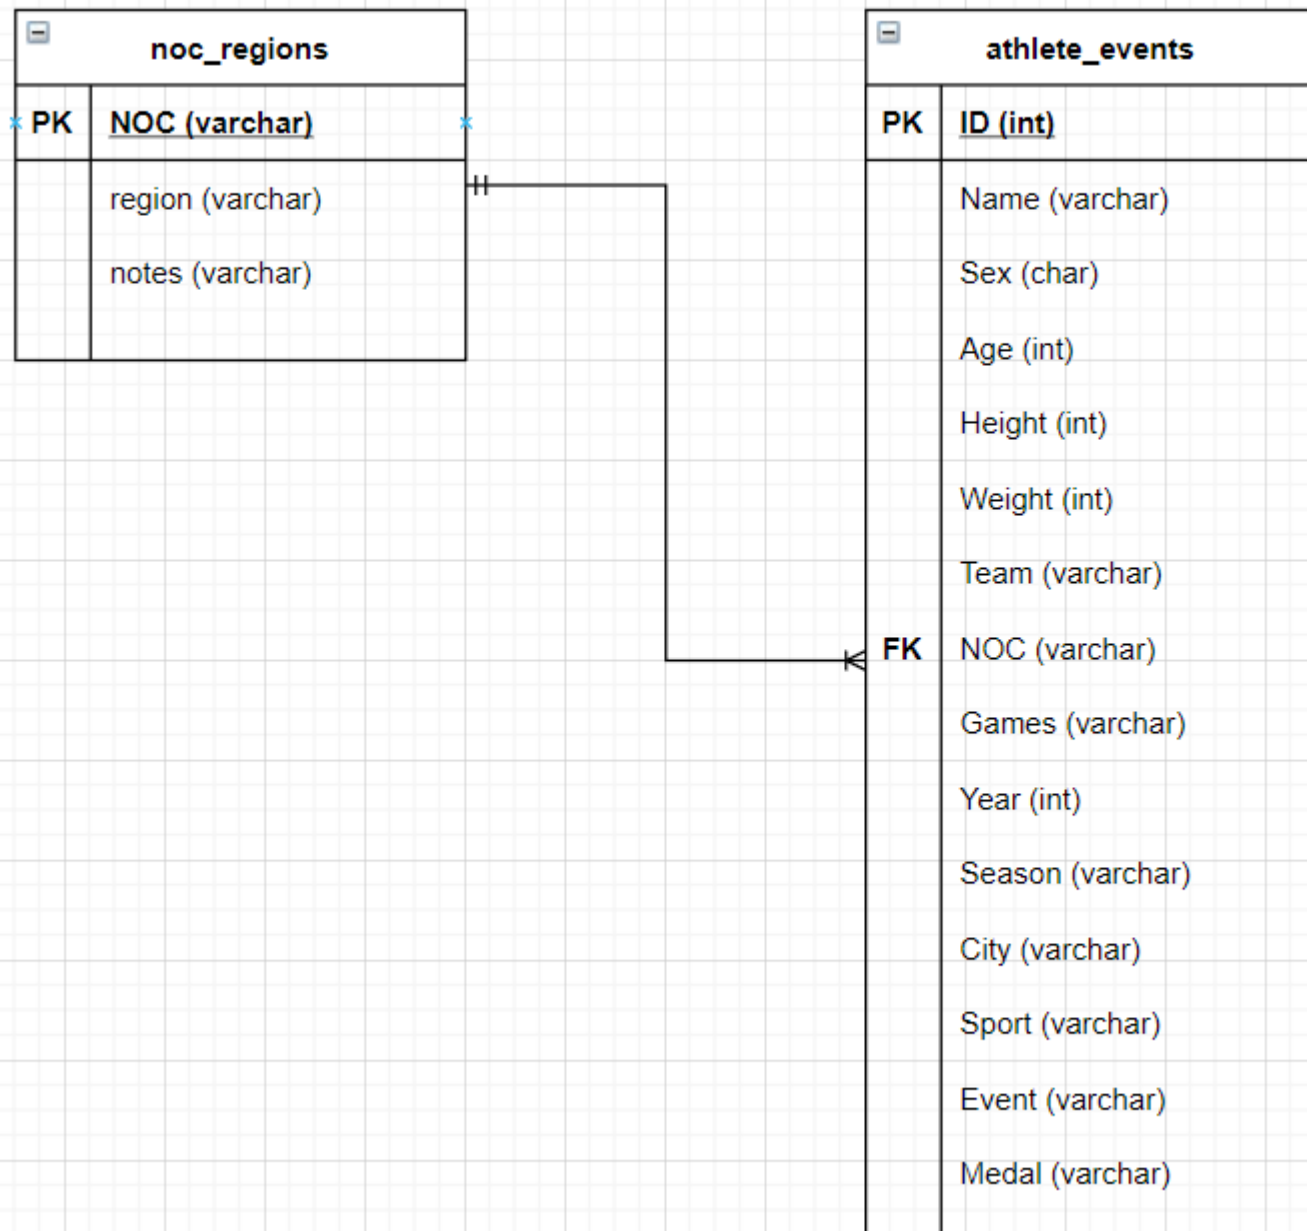 noc_regions
PK NOC (varchar)
region (varchar)
notes (varchar)
athlete_events
PK ID (int)
Name (varchar)
Sex (char)
Age (int)
Height (int)
Weight (int)
Team (varchar)
FK NOC (varchar)
Games (varchar)
Year (int)
Season (varchar)
City (varchar)
Sport (varchar)
Event (varchar)
Medal (varchar)